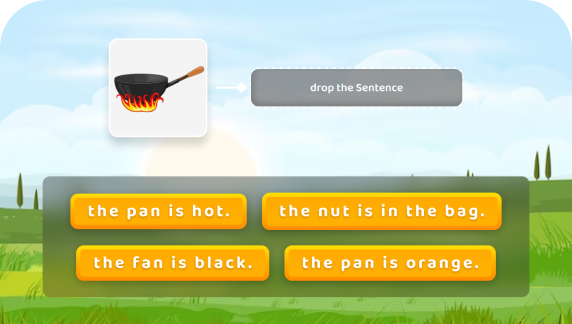 drop the Sentence
the pan is hot.
the nut is in the bag.
the fan is black.
the pan is orange.